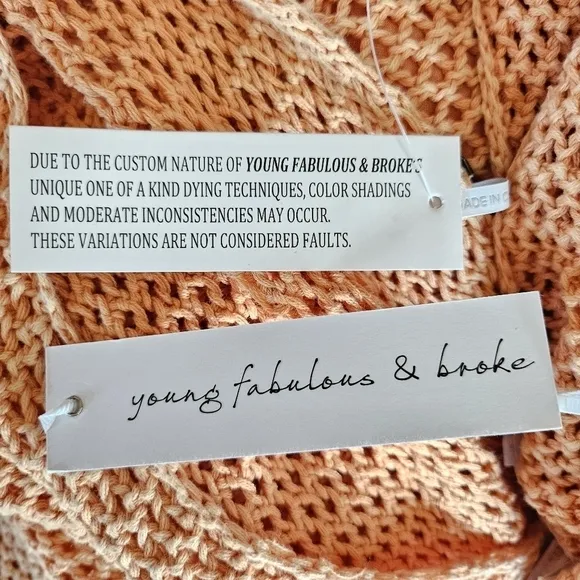 DUE TO THE CUSTOM NATURE OF YOUNG FABULOUS & BROKE'S
UNIQUE ONE OF A KIND DYING TECHNIQUES, COLOR SHADINGS
AND MODERATE INCONSISTENCIES MAY OCCUR.
THESE VARIATIONS ARE NOT CONSIDERED FAULTS.
young fabulous & broke